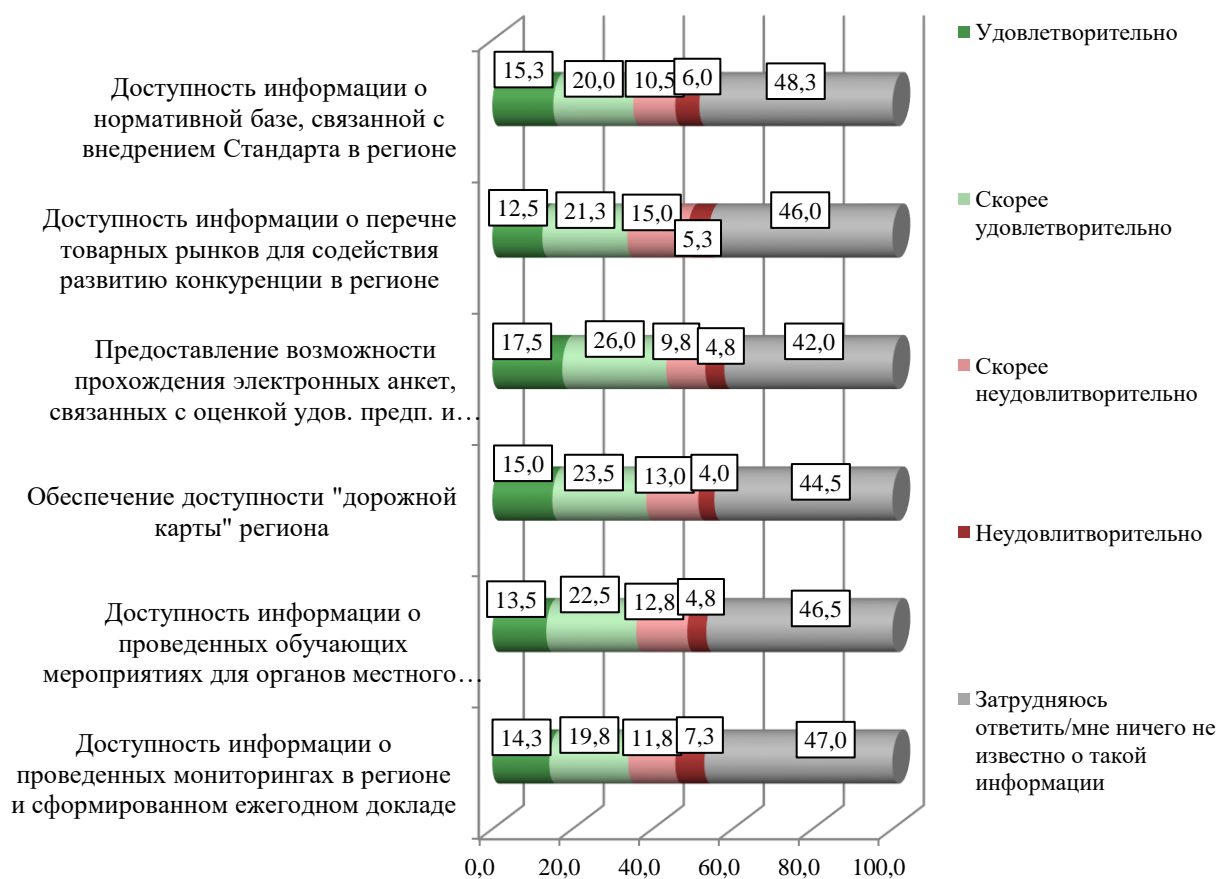 Доступность информации о
нормативной базе, связанной с
внедрением Стандарта в регионе
15,3
20,0
10,5
6,0
48,3
Доступность информации о перечне
товарных рынков для содействия
развитию конкуренции в регионе
12,5
21,3
15,0
5,3
46,0
Предоставление возможности
прохождения электронных анкет,
связанных с оценкой удов. предп. и…
17,5
26,0
9,8
4,8
42,0
Обеспечение доступности "дорожной
карты" региона
15,0
23,5
13,0
4,0
44,5
Доступность информации о
проведенных обучающих
мероприятиях для органов местного…
13,5
22,5
12,8
4,8
46,5
Доступность информации о
проведенных мониторингах в регионе
и сформированном ежегодном докладе
14,3
19,8
11,8
7,3
47,0
0,0 20,0 40,0 60,0 80,0 100,0
Удовлетворительно
Скорее
удовлетворительно
Скорее
неудовлитворительно
Неудовлитворительно
Затрудняюсь
ответить/мне ничего не
известно о такой
информации